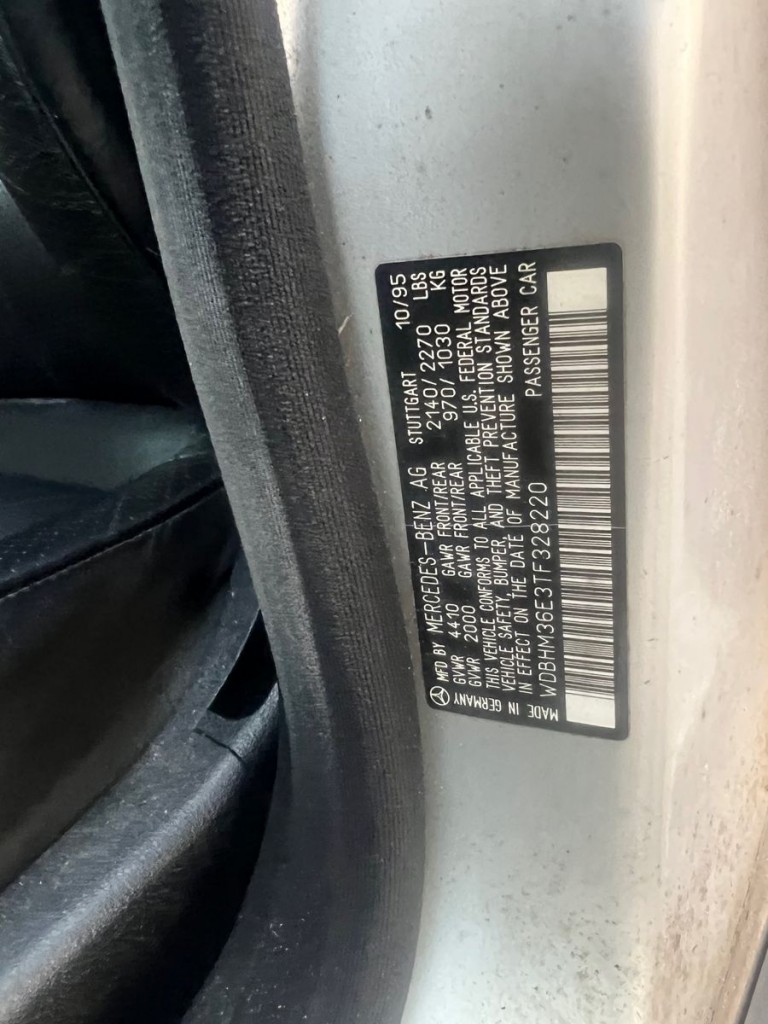 MFD BY MERCEDES-BENZ AG STUTTGART 10/95
GVWR 4410 GAWR FRONT/REAR 2140/2270 LBS
GVWR 2000 GAWR FRONT/REAR 970/1030 KG
THIS VEHICLE CONFORMS TO ALL APPLICABLE U.S. FEDERAL MOTOR
VEHICLE SAFETY, BUMPER, AND THEFT PREVENTION STANDARDS
IN EFFECT ON THE DATE OF MANUFACTURE SHOWN ABOVE
WDBHM36E3TF328220 PASSENGER CAR
MADE IN GERMANY